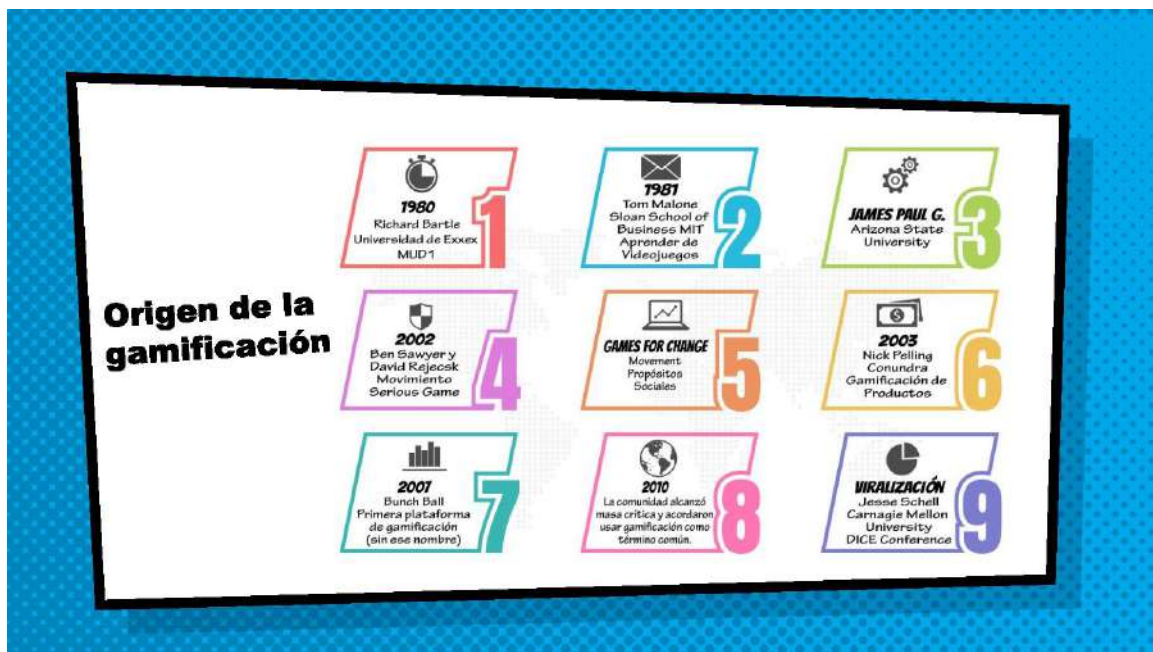 Origen de la
gamificación
1980
Richard Bartle
Universidad de Exxex
MUD1
1
1981
Tom Malone
Sloan School of
Business MIT
Aprender de
Videojuegos
2
JAMES PAUL G.
Arizona State
University
3
2002
Ben Sawyer y
David Rejecsk
Movimiento
Serious Game
4
GAMES FOR CHANGE
Movement
Propósitos
Sociales
5
2003
Nick Pelling
Conundra
Gamificación de
Productos
6
2007
Bunch Ball
Primera plataforma
de gamificación
(sin ese nombre)
7
2010
La comunidad alcanzó
masa crítica y acordaron
usar gamificación como
término común.
8
VIRALIZACIÓN
Jesse Schell
Carnagie Mellon
University
DICE Conference
9